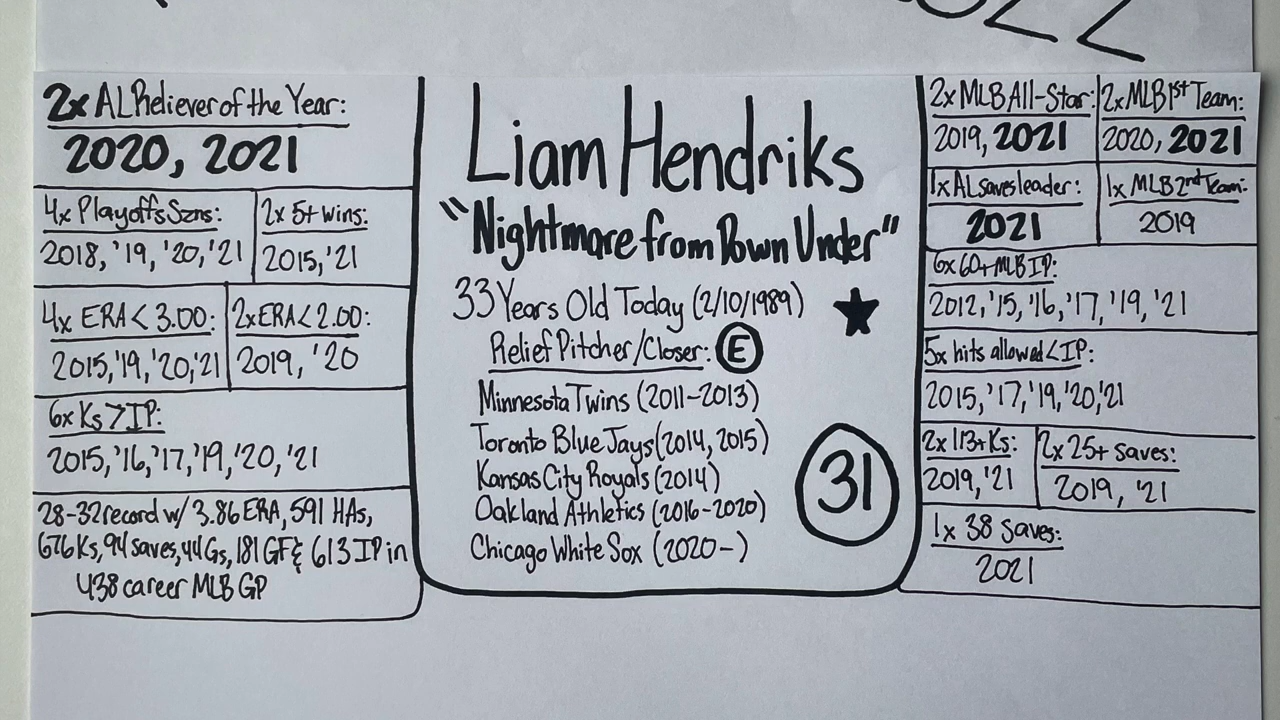 2x AL Reliever of the Year:
2020, 2021
4x Playoffs Szns:
2018, '19, '20, '21
2x 5+ wins:
2015, '21
4x ERA < 3.00:
2015, '19, '20, '21
2x ERA < 2.00:
2019, '20
6x Ks > IP:
2015, '16, '17, '19, '20, '21
28-32 record w/ 3.86 ERA, 591 HAs,
676 Ks, 94 saves, 44 Gs, 181 GF & 613 IP in
438 career MLB GP
Liam Hendriks
"Nightmare from Down Under"
33 Years Old Today (2/10/1989)
Relief Pitcher/Closer: E
Minnesota Twins (2011-2013)
Toronto Blue Jays (2014, 2015)
Kansas City Royals (2014)
Oakland Athletics (2016-2020)
Chicago White Sox (2020-)
31
2x MLB All-Star:
2019, 2021
2x MLB 1st Team:
2020, 2021
1x AL saves leader:
2021
1x MLB 2nd Team:
2019
6x 60+ MLB IP:
2012, '15, '16, '17, '19, '21
5x hits allowed < IP:
2015, '17, '19, '20, '21
2x 113+ Ks:
2019, '21
2x 25+ saves:
2019, '21
1x 38 saves:
2021